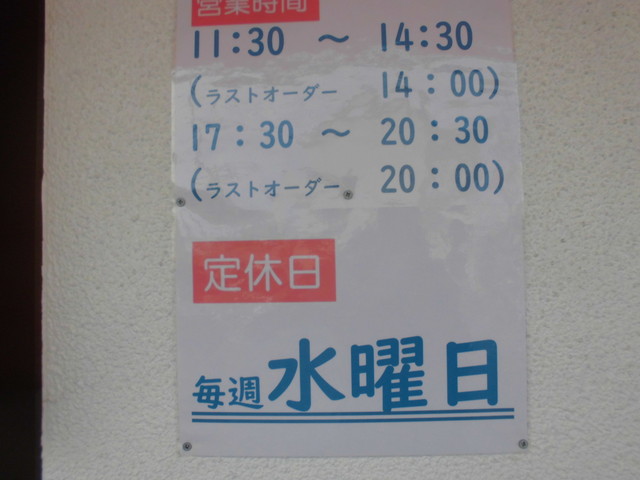 営業時間
11:30 ～ 14:30
(ラストオーダー 14:00)
17:30 ～ 20:30
(ラストオーダー 20:00)
定休日
毎週水曜日